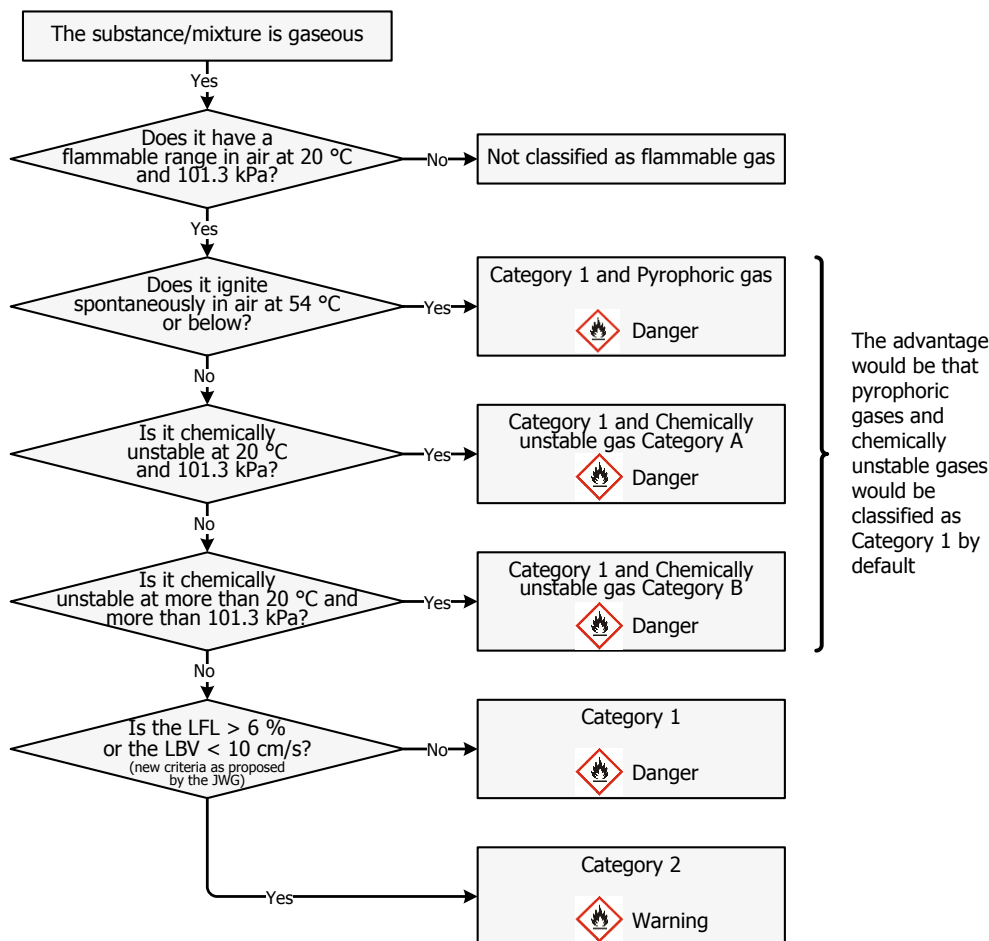 The substance/mixture is gaseous
Yes
Does it have a
flammable range in air at 20 °C
and 101.3 kPa?
No
Not classified as flammable gas
Yes
Does it ignite
spontaneously in air at 54 °C
or below?
Yes
Category 1 and Pyrophoric gas
Danger
No
Is it chemically
unstable at 20 °C
and 101.3 kPa?
Yes
Category 1 and Chemically
unstable gas Category A
Danger
No
Is it chemically
unstable at more than 20 °C and
more than 101.3 kPa?
Yes
Category 1 and Chemically
unstable gas Category B
Danger
The advantage
would be that
pyrophoric
gases and
chemically
unstable gases
would be
classified as
Category 1 by
default
No
Is the LFL > 6 %
or the LBV < 10 cm/s?
(new criteria as proposed
by the JWG)
No
Category 1
Danger
Yes
Category 2
Warning